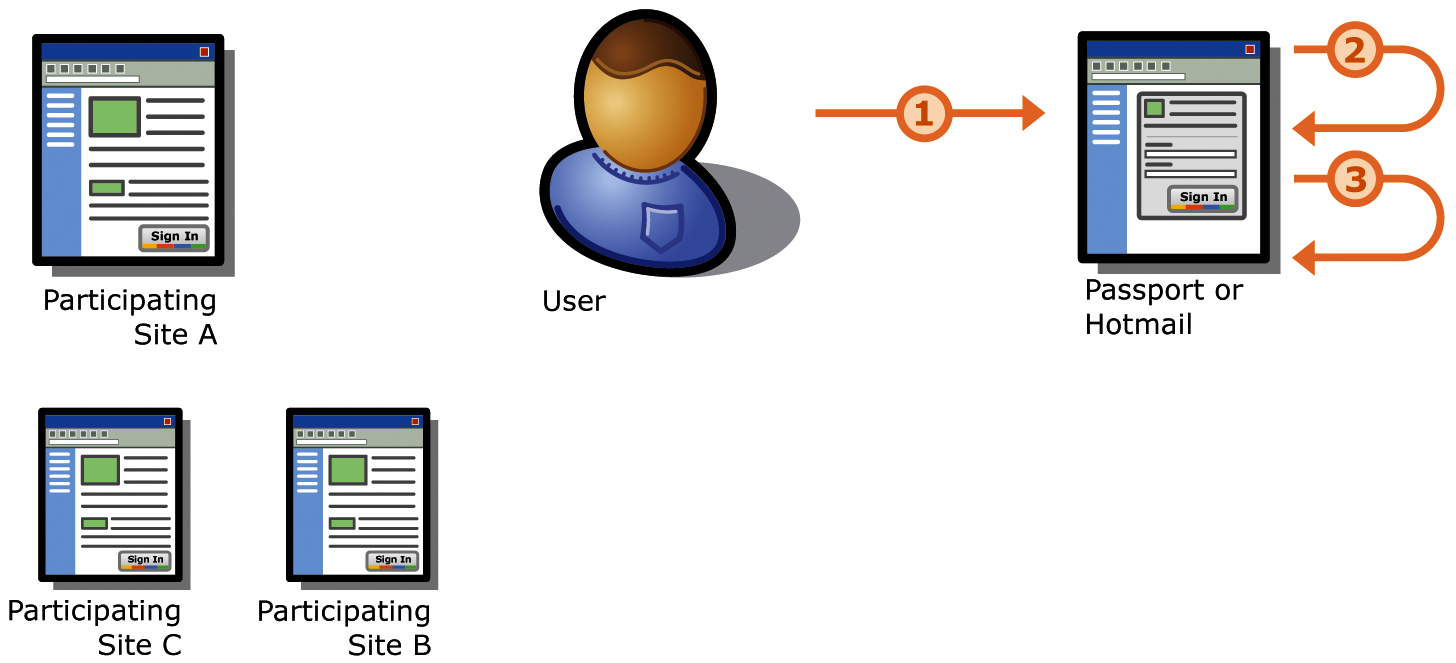 Sign In
Participating
Site A
User
1
2
3
Sign In
Passport or
Hotmail
Sign In
Participating
Site C
Sign In
Participating
Site B